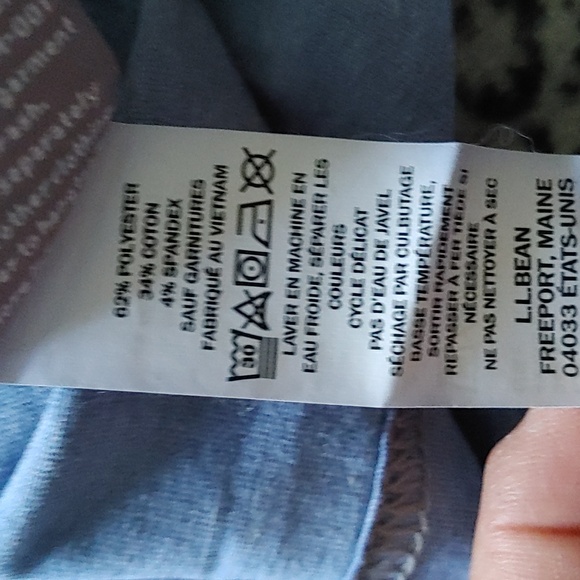 62% POLYESTER
34% COTON
4% SPANDEX
SAUF GARNITURES
FABRIQUÉ AU VIETNAM
30
LAVER EN MACHINE EN
EAU FROIDE, SÉPARER LES
COULEURS
CYCLE DÉLICAT
PAS D'EAU DE JAVEL
SÉCHAGE PAR CULBUTAGE
BASSE TEMPÉRATURE,
SORTIR RAPIDEMENT
REPASSER À FER TIÈDE SI
NÉCESSAIRE
NE PAS NETTOYER À SEC
L.L.BEAN
FREEPORT, MAINE
04033 ÉTATS-UNIS
garment
separately